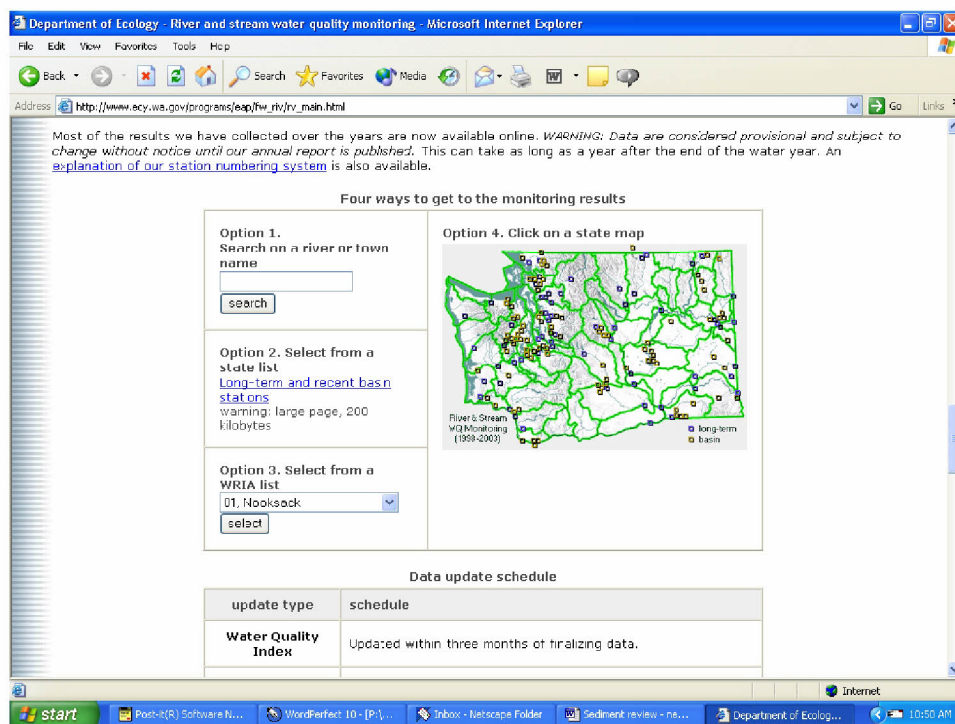 Department of Ecology - River and stream water quality monitoring - Microsoft Internet Explorer
File Edit View Favorites Tools Help
Back Search Favorites Media
Address http://www.ecy.wa.gov/programs/eap/fw_riv/rv_main.html Go Links
Most of the results we have collected over the years are now available online. WARNING: Data are considered provisional and subject to
change without notice until our annual report is published. This can take as long as a year after the end of the water year. An
explanation of our station numbering system is also available.
Four ways to get to the monitoring results
Option 1.
Search on a river or town
name
search
Option 2. Select from a
state list
Long-term and recent basin
stations
warning: large page, 200
kilobytes
Option 3. Select from a
WRIA list
01, Nooksack
select
Option 4. Click on a state map
River & Stream
WQ Monitoring
(1998-2003)
long-term
basin
Data update schedule
update type schedule
Water Quality
Index
Updated within three months of finalizing data.
Internet
start Post-it(R) Software N... WordPerfect 10 - [P:\... Inbox - Netscape Folder Sediment review - ne... Department of Ecolog... 10:50 AM